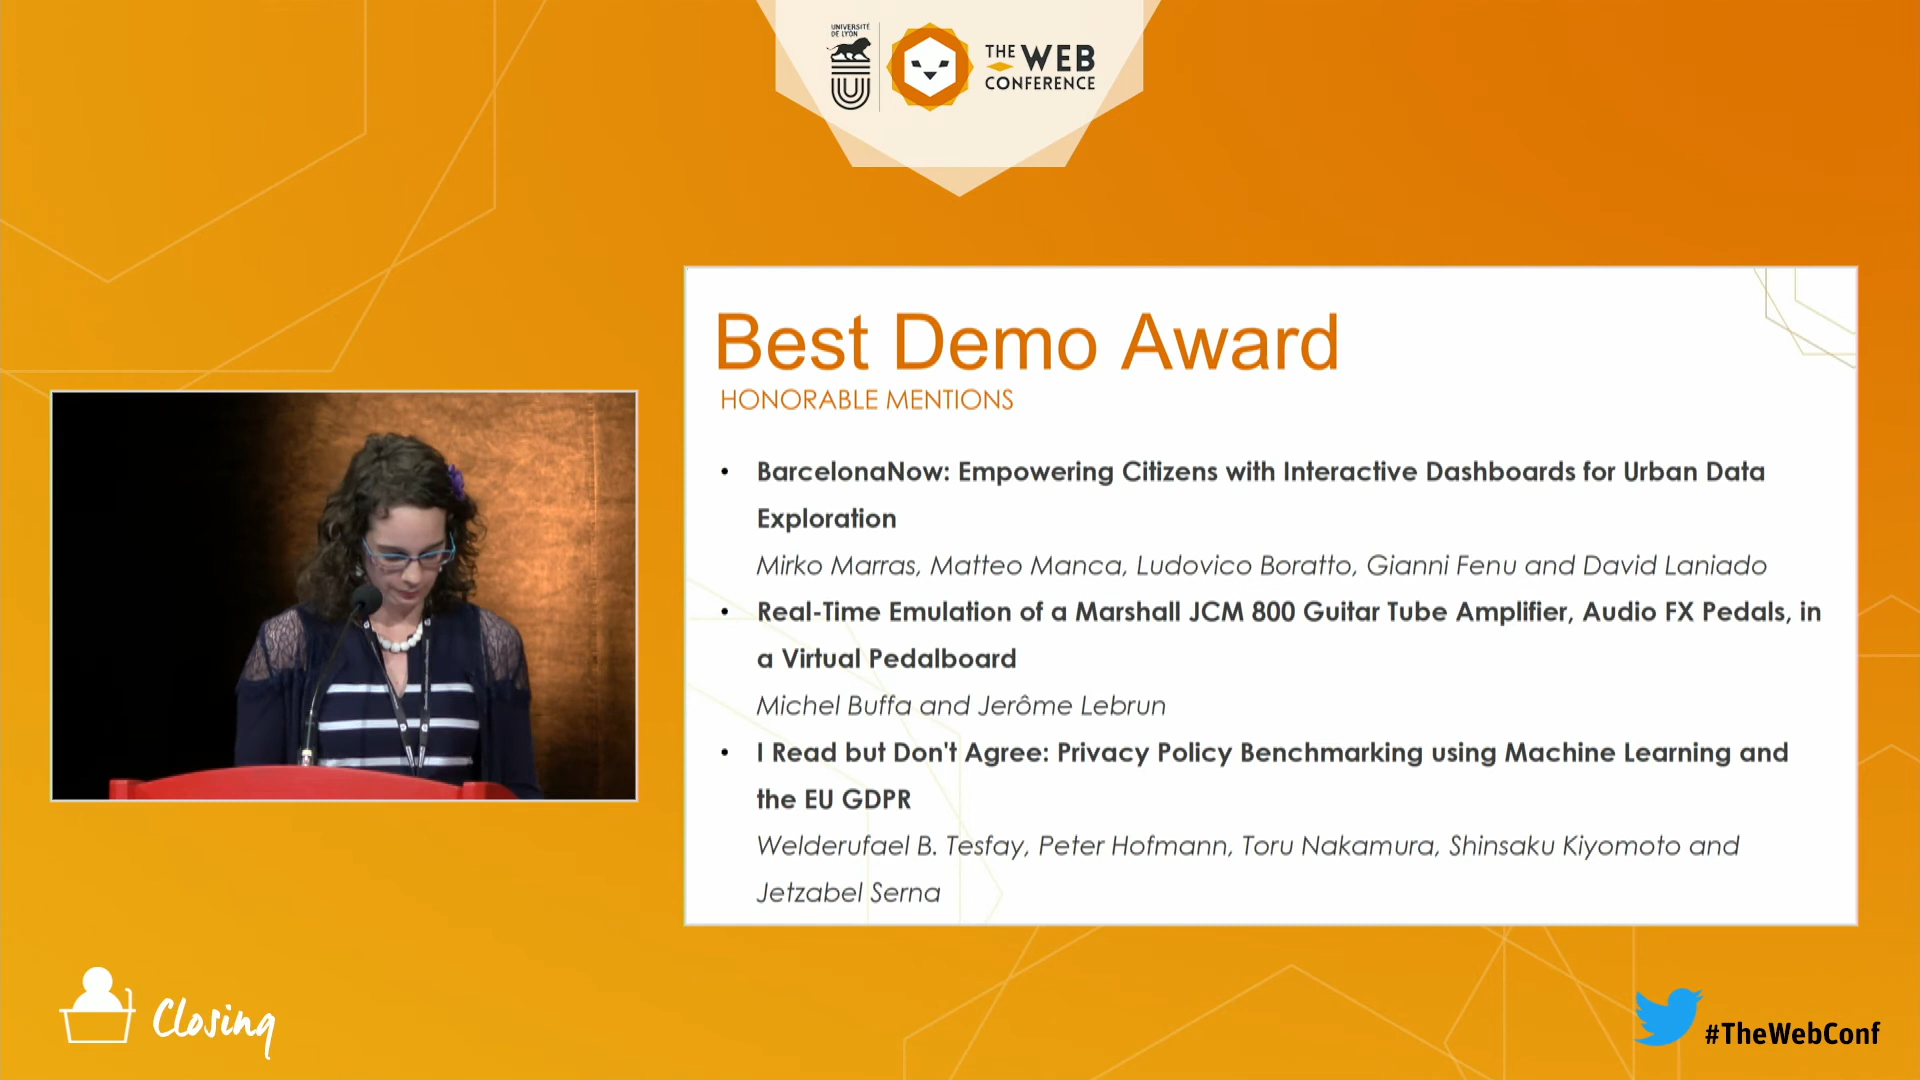 UNIVERSITÉ
DE LYON
THE WEB
CONFERENCE
Best Demo Award
HONORABLE MENTIONS
• BarcelonaNow: Empowering Citizens with Interactive Dashboards for Urban Data
Exploration
Mirko Marras, Matteo Manca, Ludovico Boratto, Gianni Fenu and David Laniado
• Real-Time Emulation of a Marshall JCM 800 Guitar Tube Amplifier, Audio FX Pedals, in
a Virtual Pedalboard
Michel Buffa and Jerôme Lebrun
• I Read but Don't Agree: Privacy Policy Benchmarking using Machine Learning and
the EU GDPR
Welderufael B. Tesfay, Peter Hofmann, Toru Nakamura, Shinsaku Kiyomoto and
Jetzabel Serna
Closing
#TheWebConf